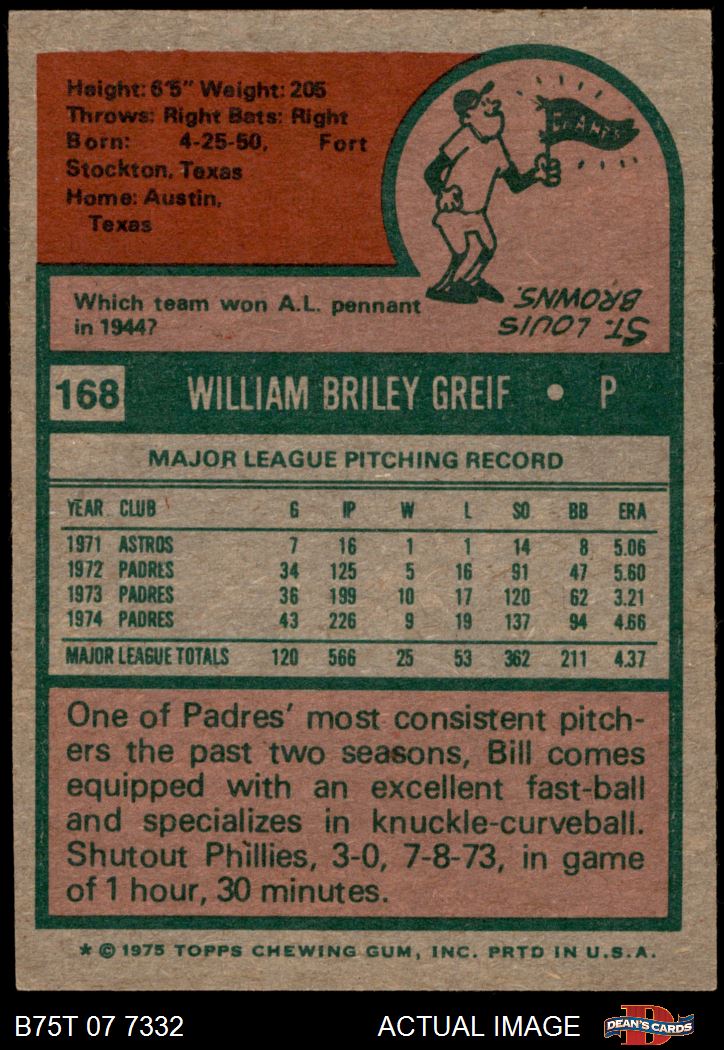 Height: 6'5" Weight: 205
Throws: Right Bats: Right
Born: 4-25-50, Fort
Stockton, Texas
Home: Austin,
Texas
CHAMPS
Which team won A.L. pennant
in 1944?
ST. LOUIS
BROWNS.
168 WILLIAM BRILEY GREIF • P
MAJOR LEAGUE PITCHING RECORD
YEAR CLUB G IP W L SO BB ERA
1971 ASTROS 7 16 1 1 14 8 5.06
1972 PADRES 34 125 5 16 91 47 5.60
1973 PADRES 36 199 10 17 120 62 3.21
1974 PADRES 43 226 9 19 137 94 4.66
MAJOR LEAGUE TOTALS 120 566 25 53 362 211 4.37
One of Padres' most consistent pitch-
ers the past two seasons, Bill comes
equipped with an excellent fast-ball
and specializes in knuckle-curveball.
Shutout Phillies, 3-0, 7-8-73, in game
of 1 hour, 30 minutes.
* © 1975 TOPPS CHEWING GUM, INC. PRTD IN U.S.A.
B75T 07 7332 ACTUAL IMAGE
D
DEAN'S CARDS